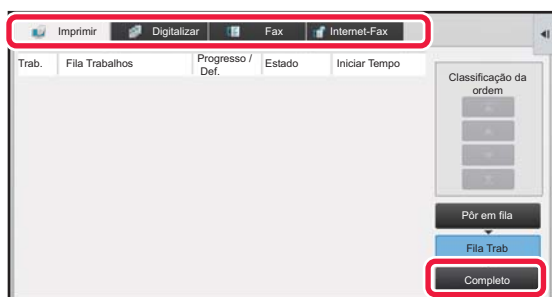 Imprimir Digitalizar Fax Internet-Fax
Trab. Fila Trabalhos Progresso / Def. Estado Iniciar Tempo
Classificação da
ordem
Pôr em fila
Fila Trab
Completo